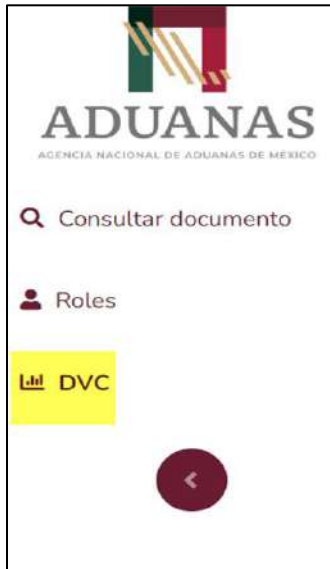 ADUANAS
AGENCIA NACIONAL DE ADUANAS DE MÉXICO
Consultar documento
Roles
DVC